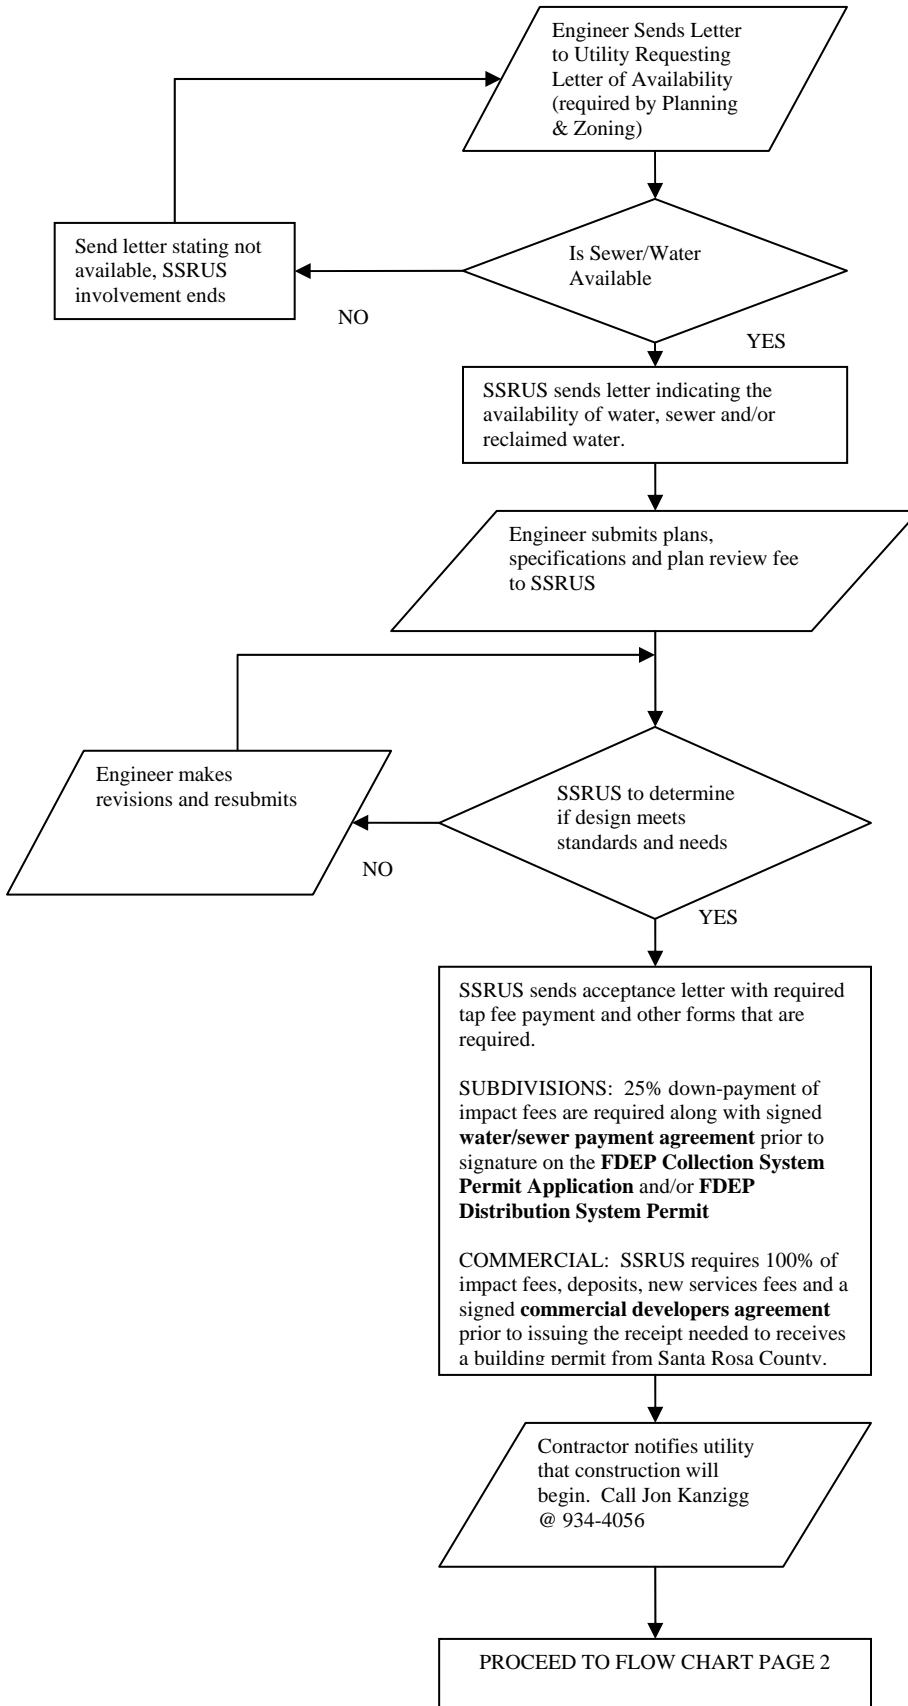 Engineer Sends Letter
to Utility Requesting
Letter of Availability
(required by Planning
& Zoning)
Send letter stating not
available, SSRUS
involvement ends
Is Sewer/Water
Available
NO
YES
SSRUS sends letter indicating the
availability of water, sewer and/or
reclaimed water.
Engineer submits plans,
specifications and plan review fee
to SSRUS
Engineer makes
revisions and resubmits
SSRUS to determine
if design meets
standards and needs
NO
YES
SSRUS sends acceptance letter with required
tap fee payment and other forms that are
required.
SUBDIVISIONS: 25% down-payment of
impact fees are required along with signed
water/sewer payment agreement prior to
signature on the FDEP Collection System
Permit Application and/or FDEP
Distribution System Permit
COMMERCIAL: SSRUS requires 100% of
impact fees, deposits, new services fees and a
signed commercial developers agreement
prior to issuing the receipt needed to receives
a building permit from Santa Rosa County.
Contractor notifies utility
that construction will
begin. Call Jon Kanzigg
@ 934-4056
PROCEED TO FLOW CHART PAGE 2